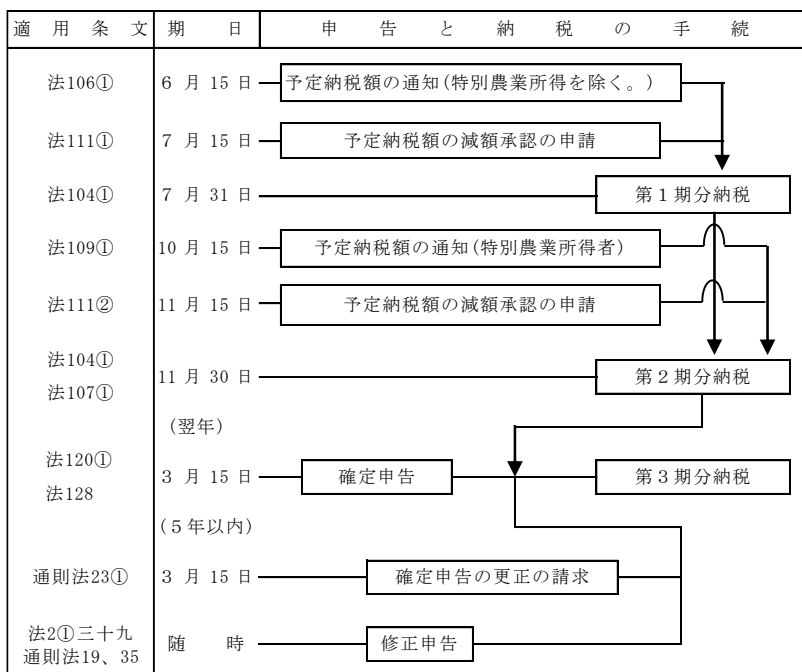 適用条文 期日 申告と納税の手続
法106① 6月15日 予定納税額の通知(特別農業所得を除く。)
法111① 7月15日 予定納税額の減額承認の申請
法104① 7月31日 第1期分納税
法109① 10月15日 予定納税額の通知(特別農業所得者)
法111② 11月15日 予定納税額の減額承認の申請
法104①
法107①
11月30日 第2期分納税
(翌年)
法120①
法128
3月15日 確定申告 第3期分納税
(5年以内)
通則法23① 3月15日 確定申告の更正の請求
法2①三十九
通則法19、35
随時 修正申告